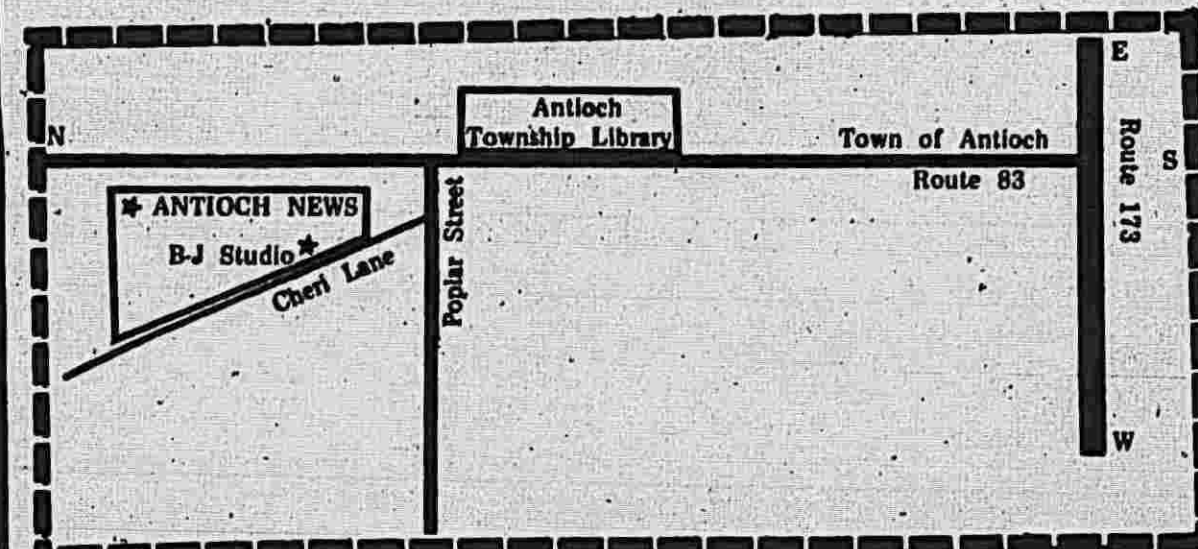 E
N
Antioch
Township Library
Town of Antioch
Route 83
Route 173
S
* ANTIOCH NEWS
B-J Studio *
Cheri Lane
Poplar Street
W